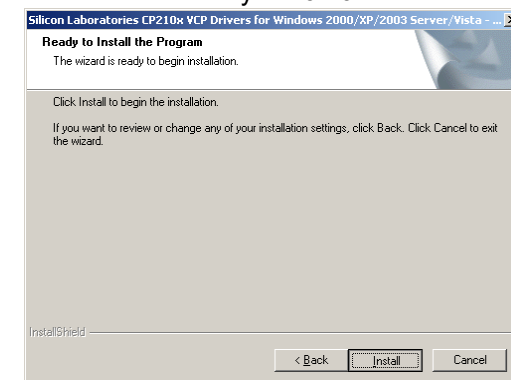 Silicon Laboratories CP210x VCP Drivers for Windows 2000/XP/2003 Server/Vista - ...
Ready to Install the Program
The wizard is ready to begin installation.
Click Install to begin the installation.
If you want to review or change any of your installation settings, click Back. Click Cancel to exit
the wizard.
InstallShield
< Back
Install
Cancel